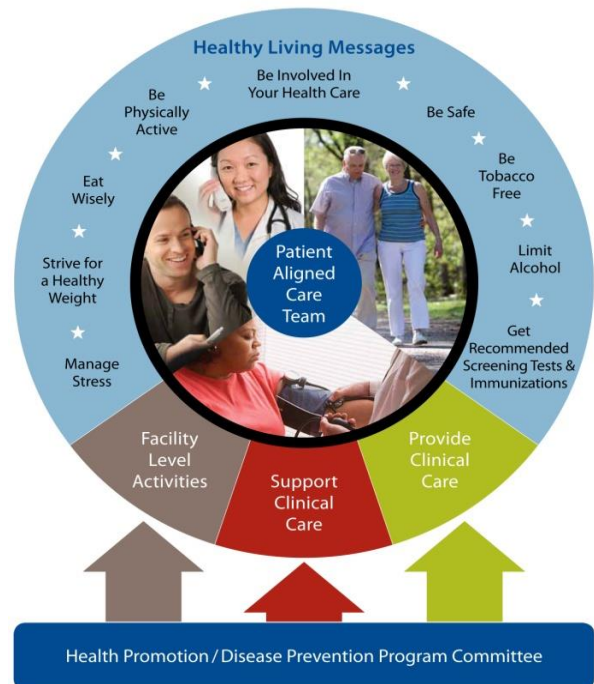 Healthy Living Messages
Be Involved In
Your Health Care
Be
Physically
Active
Eat
Wisely
Strive for
a Healthy
Weight
Manage
Stress
Be Safe
Be
Tobacco
Free
Limit
Alcohol
Get
Recommended
Screening Tests &
Immunizations
Patient
Aligned
Care
Team
Facility
Level
Activities
Support
Clinical
Care
Provide
Clinical
Care
Health Promotion / Disease Prevention Program Committee